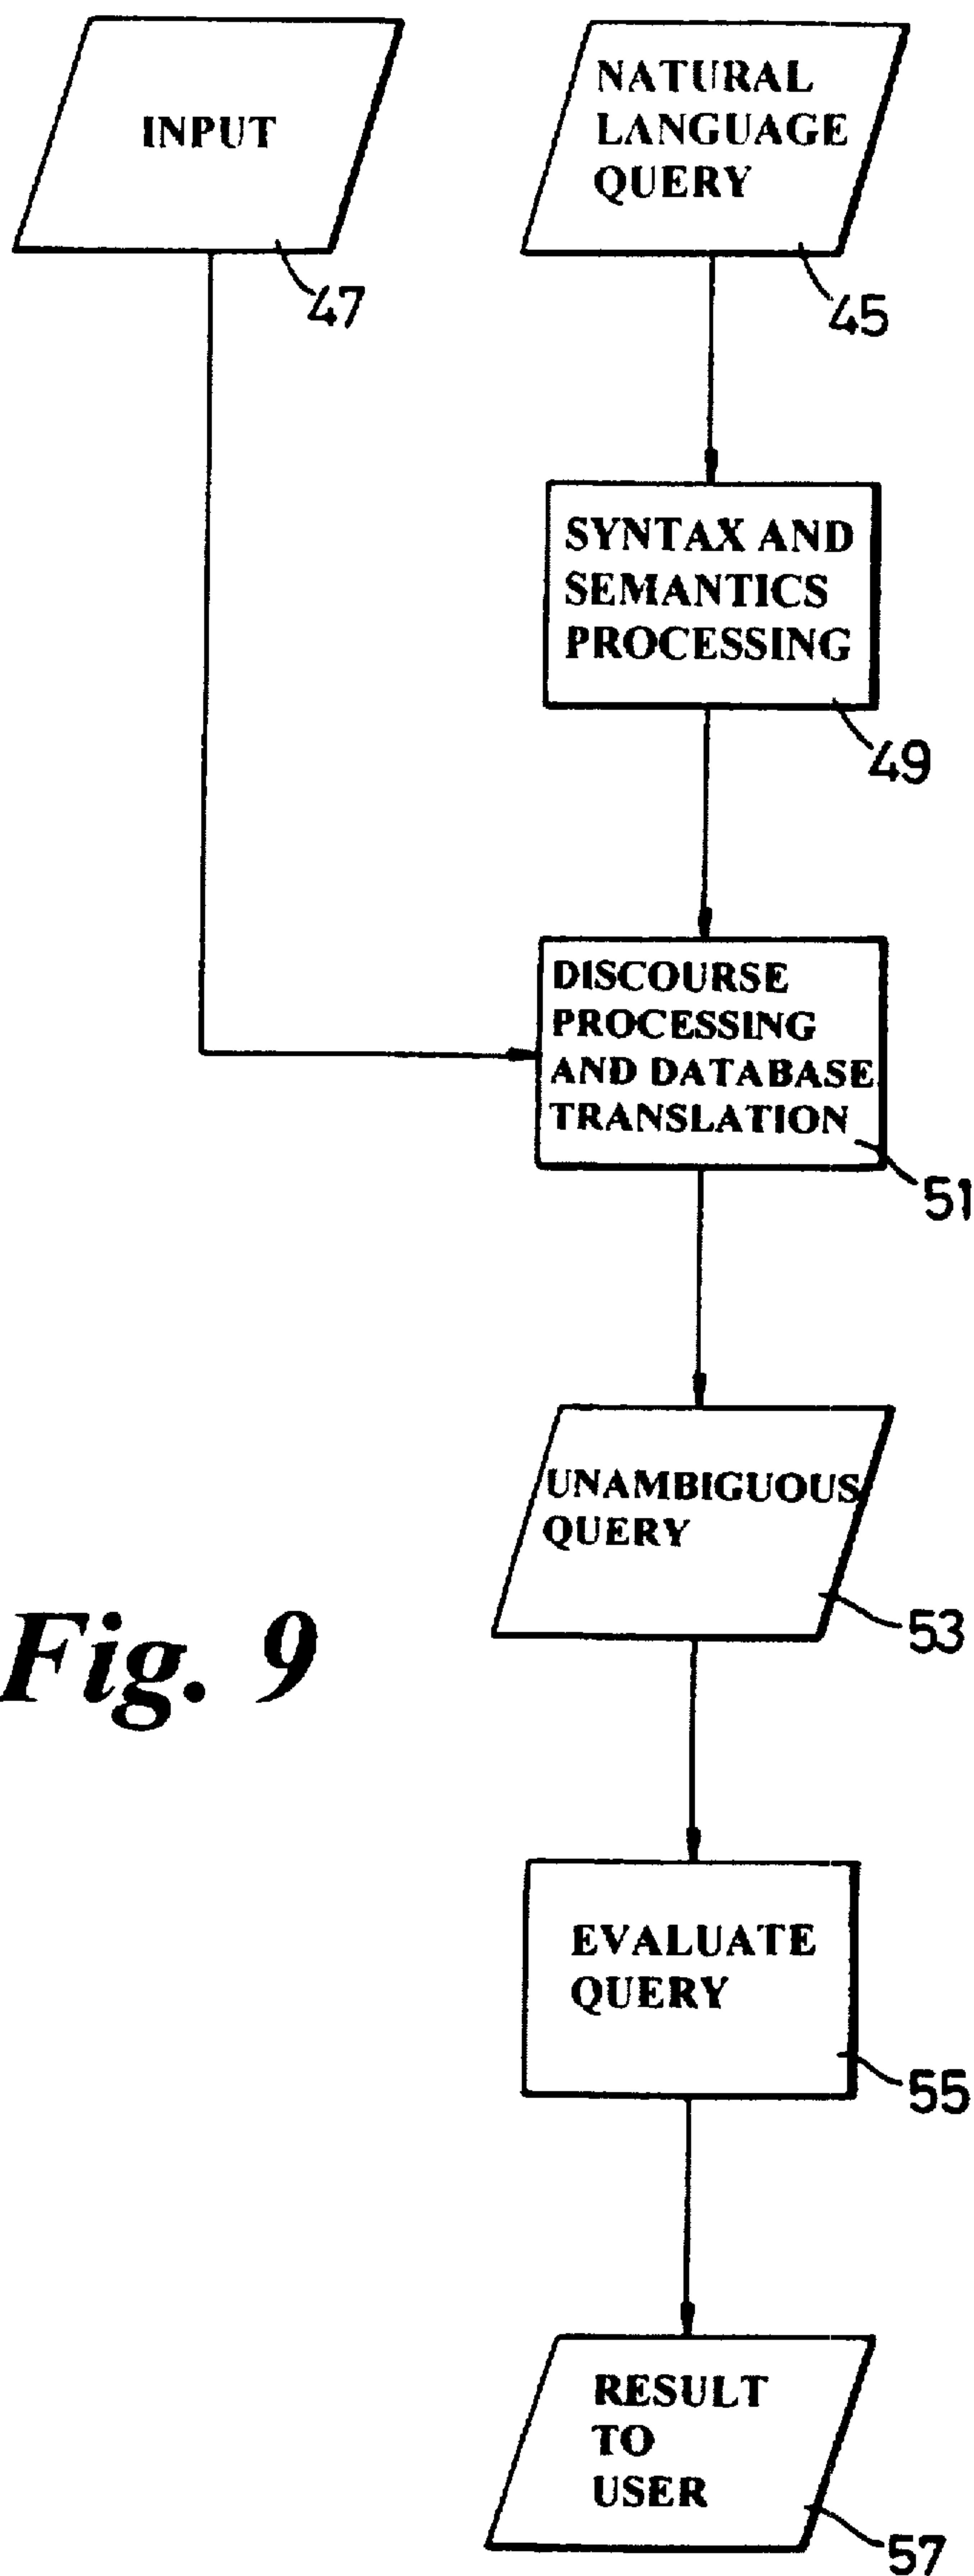 INPUT
47
NATURAL
LANGUAGE
QUERY
45
SYNTAX AND
SEMANTICS
PROCESSING
49
DISCOURSE
PROCESSING
AND DATABASE
TRANSLATION
51
UNAMBIGUOUS
QUERY
53
Fig. 9
EVALUATE
QUERY
55
RESULT
TO
USER
57